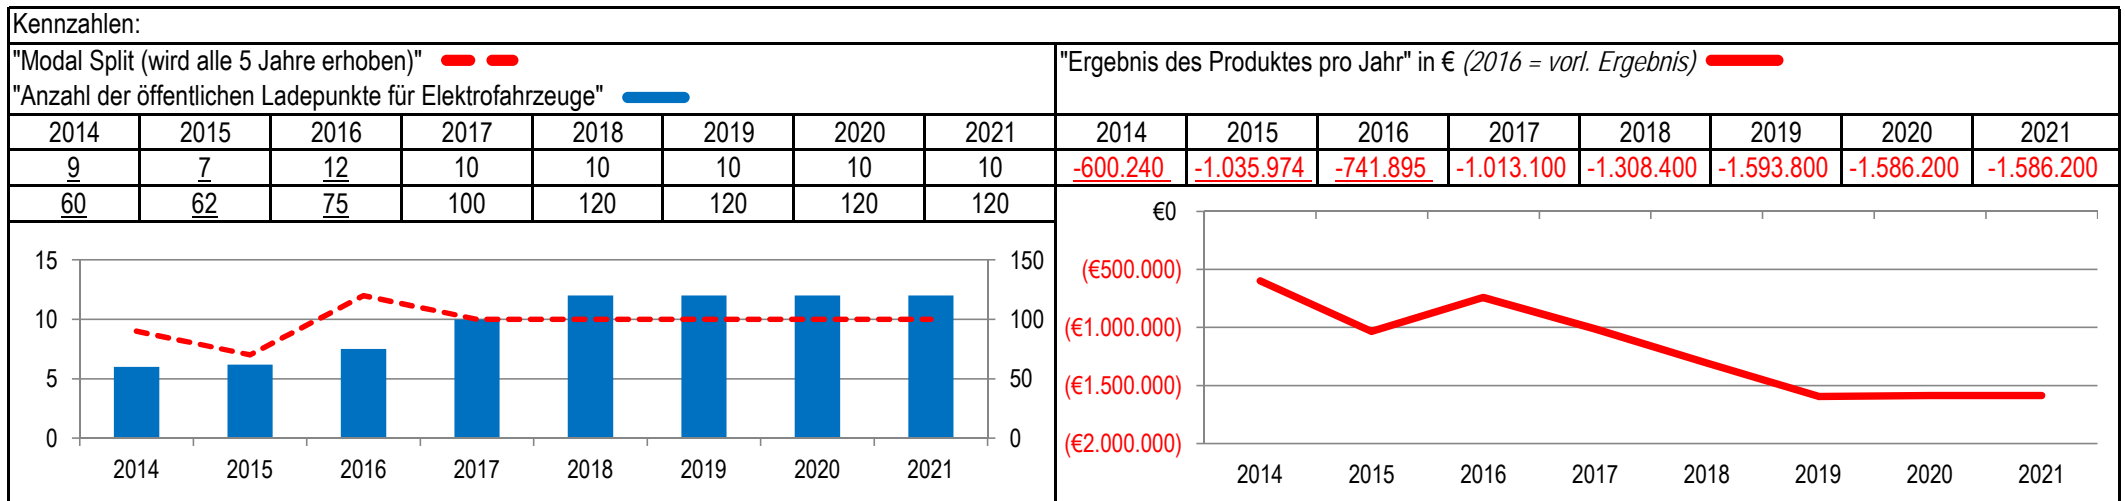 Kennzahlen:
"Modal Split (wird alle 5 Jahre erhoben)"
"Anzahl der öffentlichen Ladepunkte für Elektrofahrzeuge"
2014 2015 2016 2017 2018 2019 2020 2021
9 7 12 10 10 10 10 10
60 62 75 100 120 120 120 120
15 150
10 100
5 50
0 0
2014 2015 2016 2017 2018 2019 2020 2021
"Ergebnis des Produktes pro Jahr" in € (2016 = vorl. Ergebnis)
2014 2015 2016 2017 2018 2019 2020 2021
-600.240 -1.035.974 -741.895 -1.013.100 -1.308.400 -1.593.800 -1.586.200 -1.586.200
€0
(€500.000)
(€1.000.000)
(€1.500.000)
(€2.000.000)
2014 2015 2016 2017 2018 2019 2020 2021